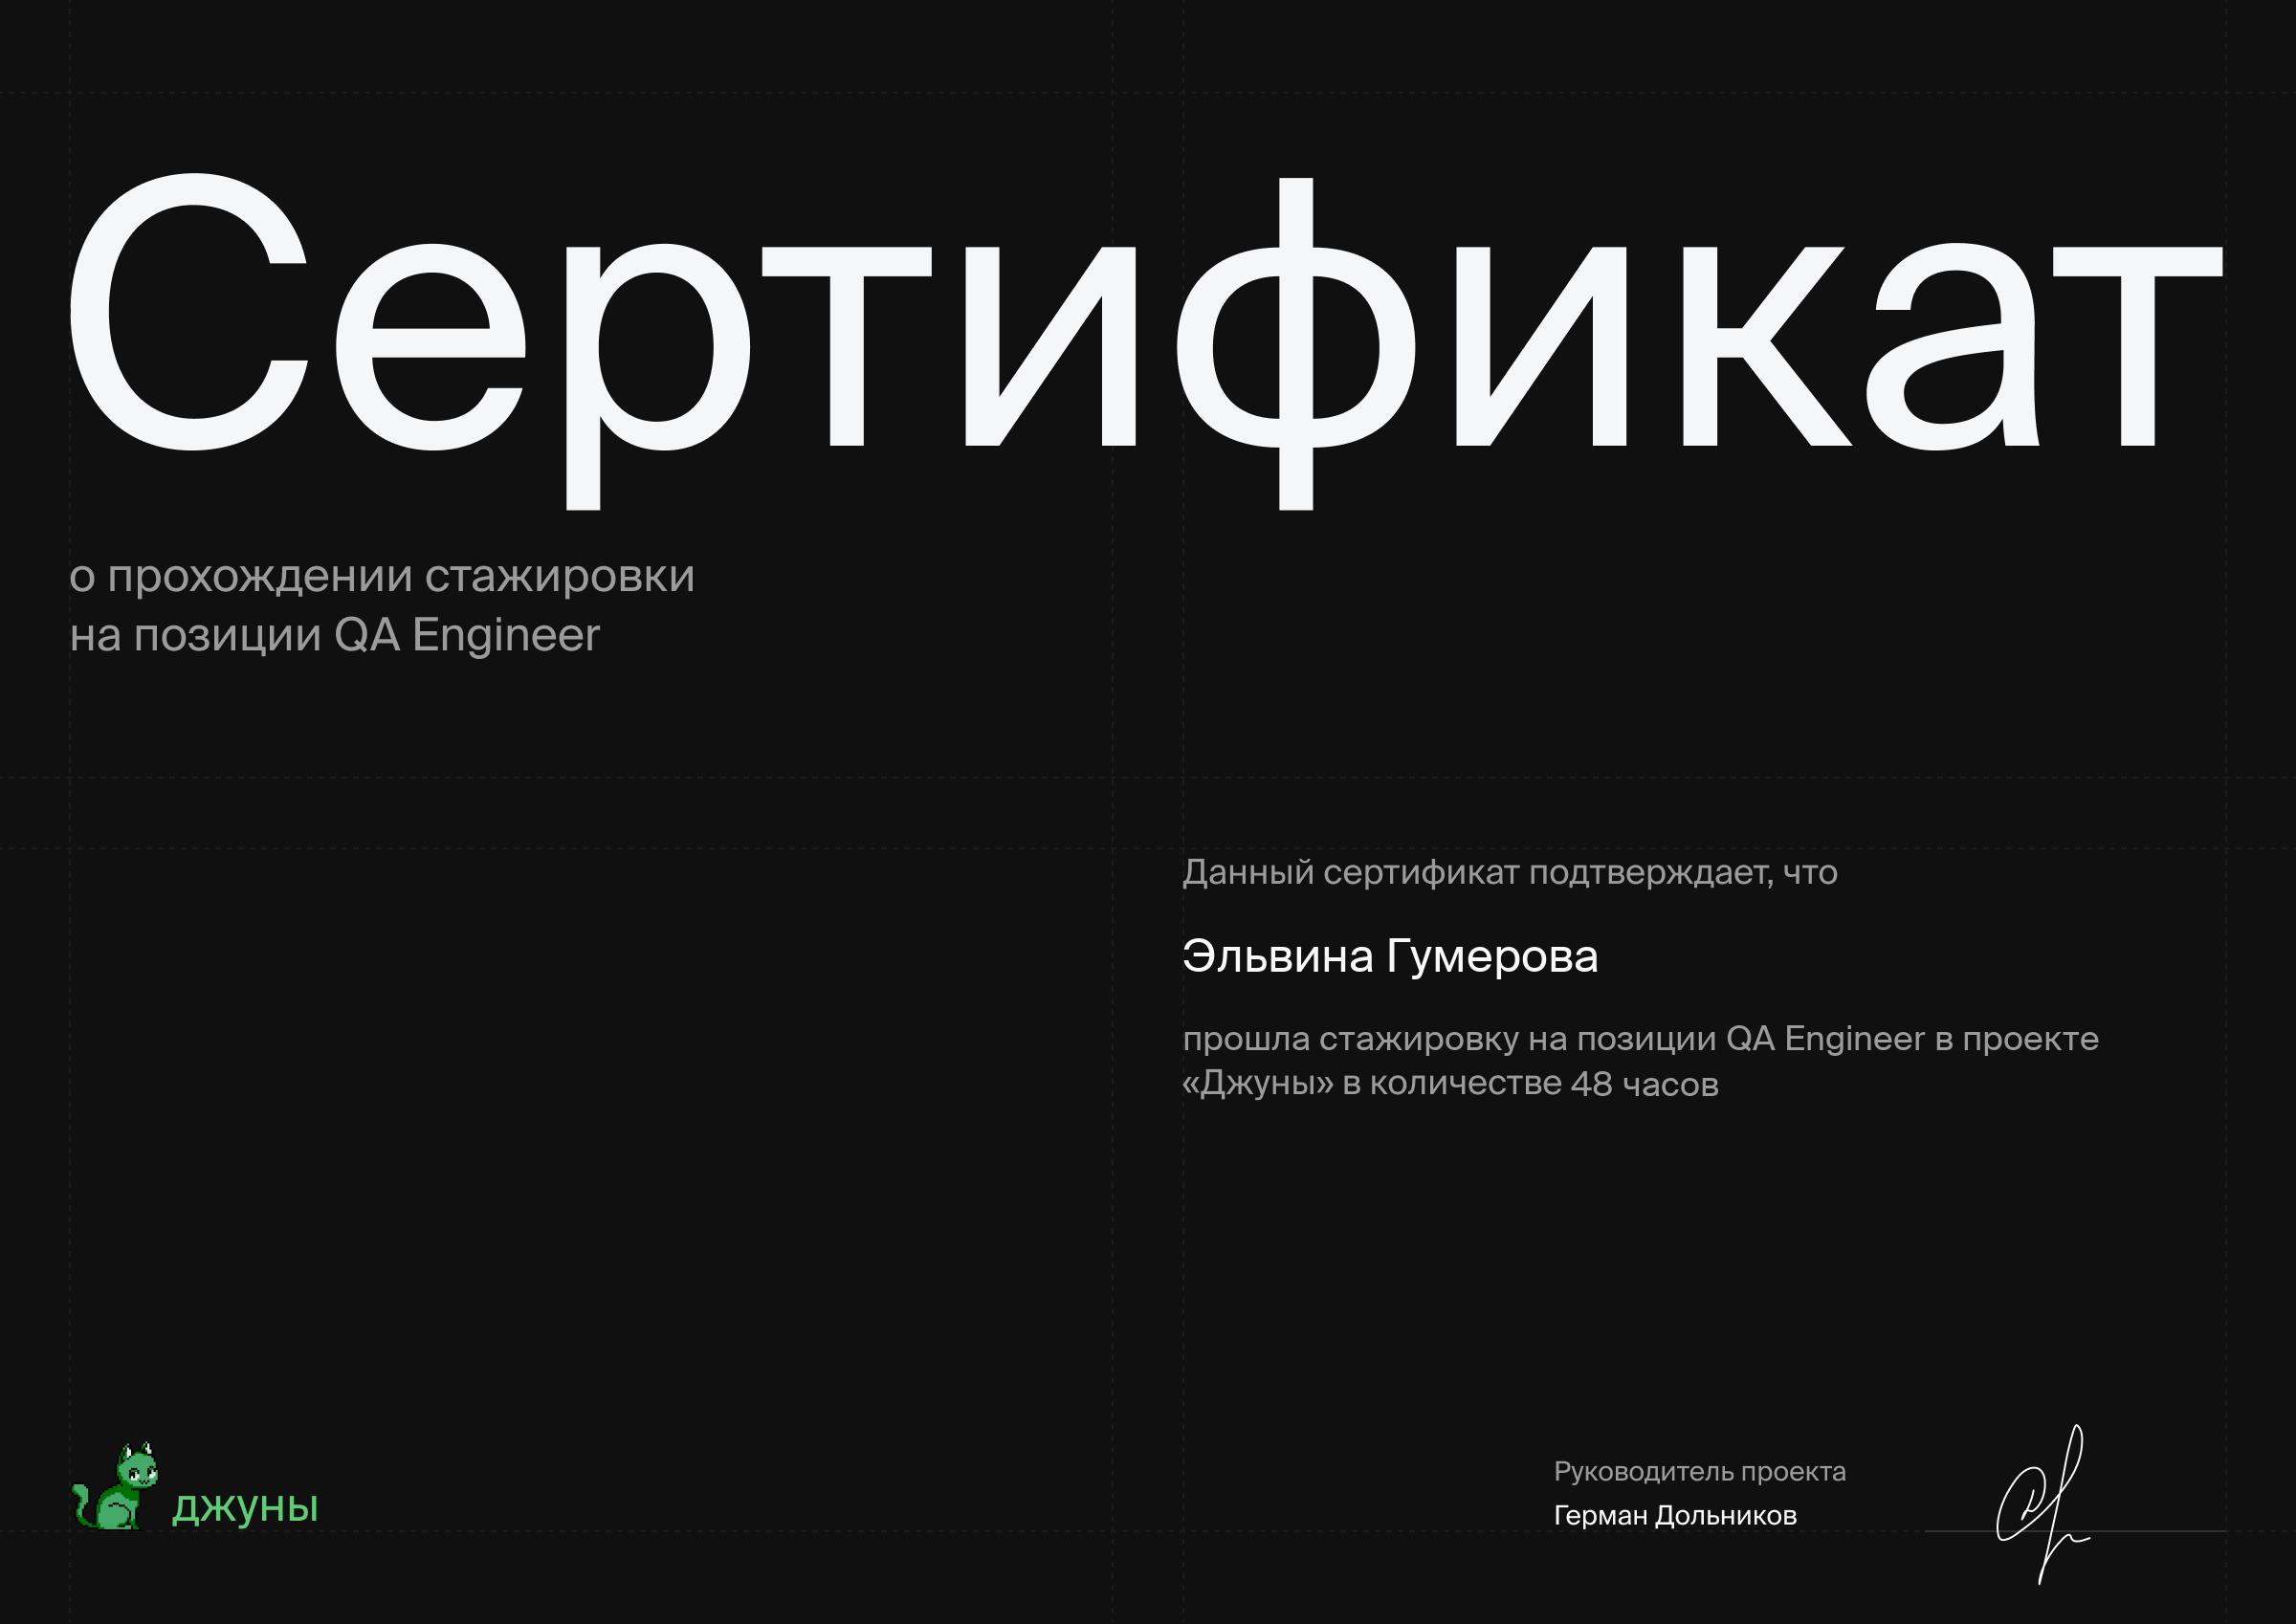 Сертификат
о прохождении стажировки
на позиции QA Engineer
Данный сертификат подтверждает, что
Эльвина Гумерова
прошла стажировку на позиции QA Engineer в проекте
«Джуны» в количестве 48 часов
джуны
Руководитель проекта
Герман Дольников